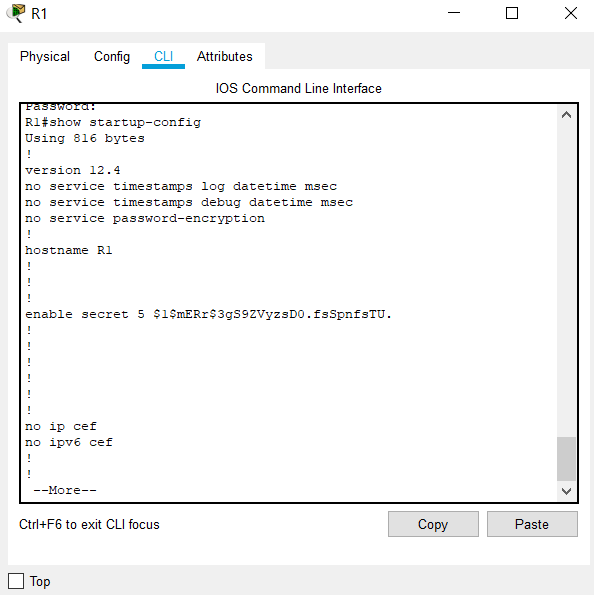 R1
Physical Config CLI Attributes
IOS Command Line Interface
Password:
R1#show startup-config
Using 816 bytes
!
version 12.4
no service timestamps log datetime msec
no service timestamps debug datetime msec
no service password-encryption
!
hostname R1
!
!
!
enable secret 5 $1$mERr$3gS9ZVyzsD0.fsSpnfsTU.
!
!
!
!
!
!
no ip cef
no ipv6 cef
!
!
--More--
Ctrl+F6 to exit CLI focus
Copy Paste
Top